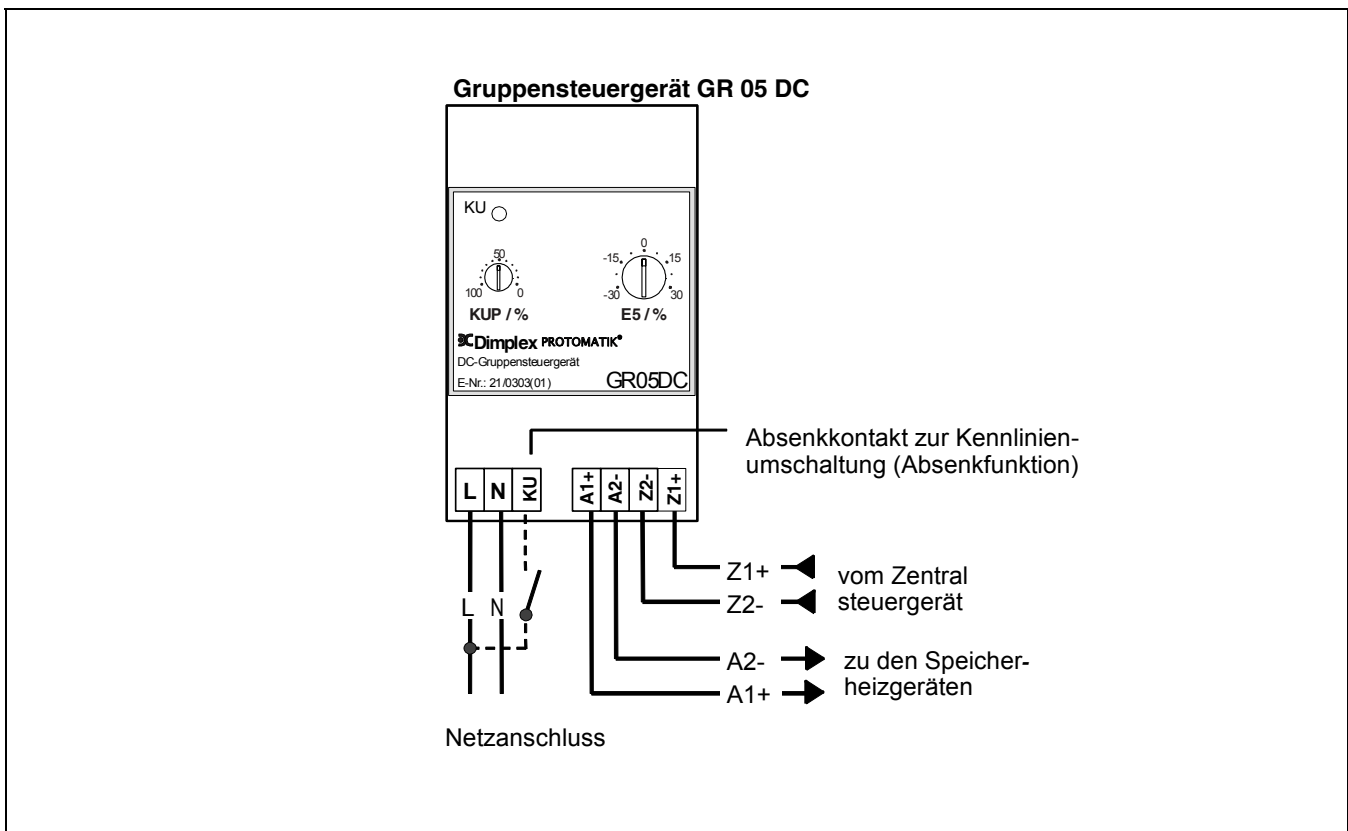 Gruppensteuergerät GR 05 DC
KU
50
100 0
KUP / %
0
-15 15
-30 30
E5 / %
Dimplex PROTOMATIK®
DC-Gruppensteuergerät
E-Nr.: 21/0303(01) GR05DC
Absenkkontakt zur Kennlinien-
umschaltung (Absenkfunktion)
L N KU A1+ A2- Z2- Z1+
L N
Z1+ vom Zentral
Z2- steuergerät
A2- zu den Speicher-
A1+ heizgeräten
Netzanschluss